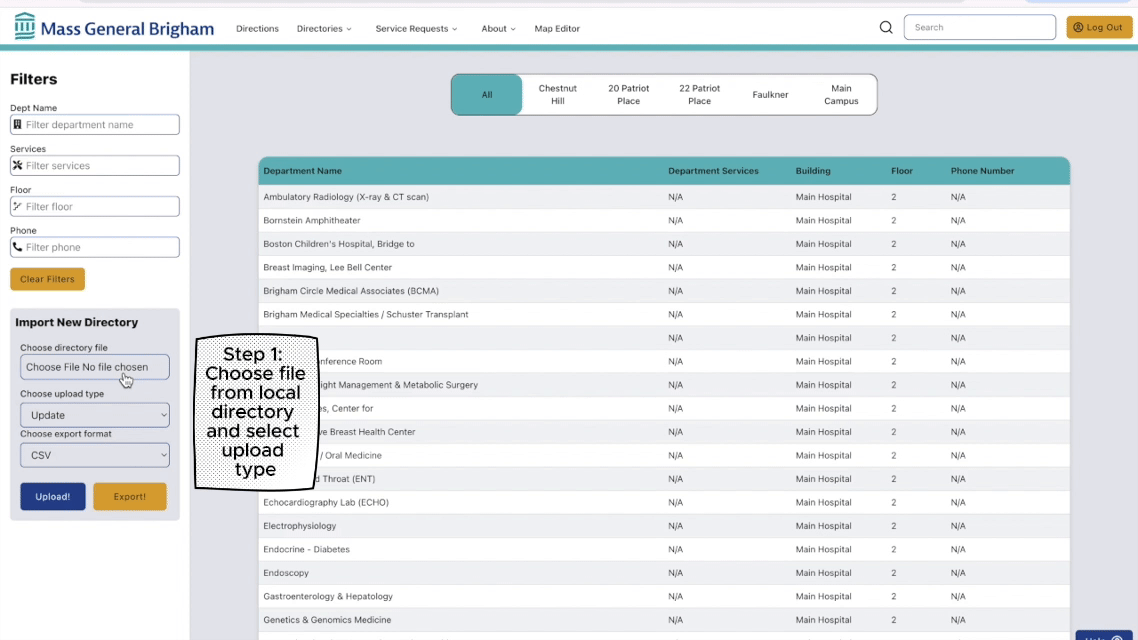 Mass General Brigham
Directions
Directories
Service Requests
About
Map Editor
Search
Log Out
Filters
Dept Name
Filter department name
Services
Filter services
Floor
Filter floor
Phone
Filter phone
Clear Filters
Import New Directory
Choose directory file
Choose File No file chosen
Choose upload type
Update
Choose export format
CSV
Upload!
Export!
Step 1:
Choose file
from local
directory
and select
upload
type
All
Chestnut
Hill
20 Patriot
Place
22 Patriot
Place
Faulkner
Main
Campus
Department Name Department Services Building Floor Phone Number
Ambulatory Radiology (X-ray & CT scan) N/A Main Hospital 2 N/A
Bornstein Amphitheater N/A Main Hospital 2 N/A
Boston Children's Hospital, Bridge to N/A Main Hospital 2 N/A
Breast Imaging, Lee Bell Center N/A Main Hospital 2 N/A
Brigham Circle Medical Associates (BCMA) N/A Main Hospital 2 N/A
Brigham Medical Specialties / Schuster Transplant N/A Main Hospital 2 N/A
N/A Main Hospital 2 N/A
Room N/A Main Hospital 2 N/A
Management & Metabolic Surgery N/A Main Hospital 2 N/A
Center for N/A Main Hospital 2 N/A
Breast Health Center N/A Main Hospital 2 N/A
/ Oral Medicine N/A Main Hospital 2 N/A
Throat (ENT) N/A Main Hospital 2 N/A
Echocardiography Lab (ECHO) N/A Main Hospital 2 N/A
Electrophysiology N/A Main Hospital 2 N/A
Endocrine - Diabetes N/A Main Hospital 2 N/A
Endoscopy N/A Main Hospital 2 N/A
Gastroenterology & Hepatology N/A Main Hospital 2 N/A
Genetics & Genomics Medicine N/A Main Hospital 2 N/A